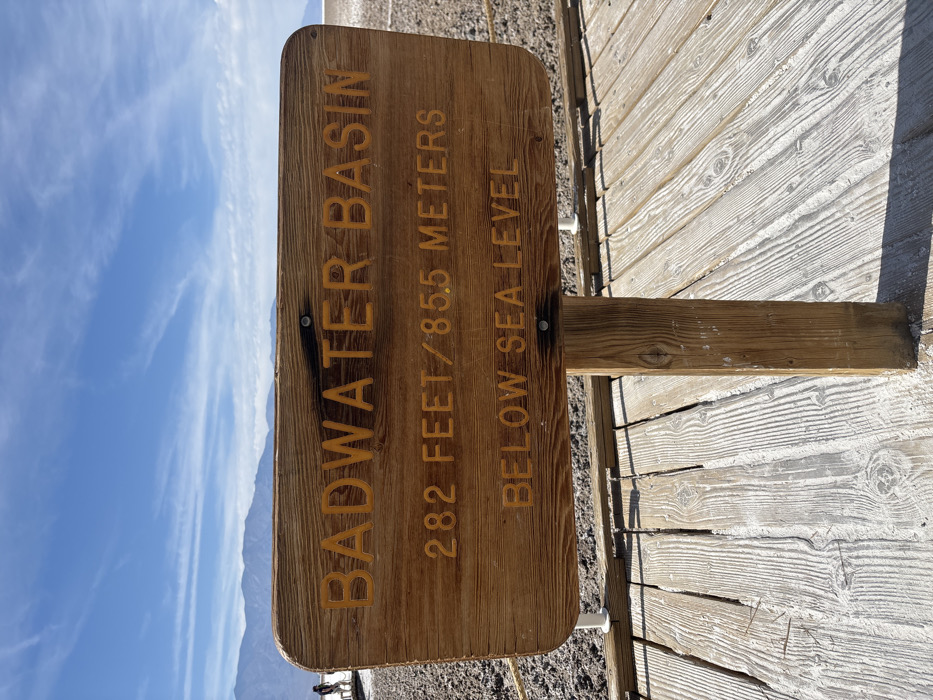 BADWATER BASIN
282 FEET/85.5 METERS
BELOW SEA LEVEL